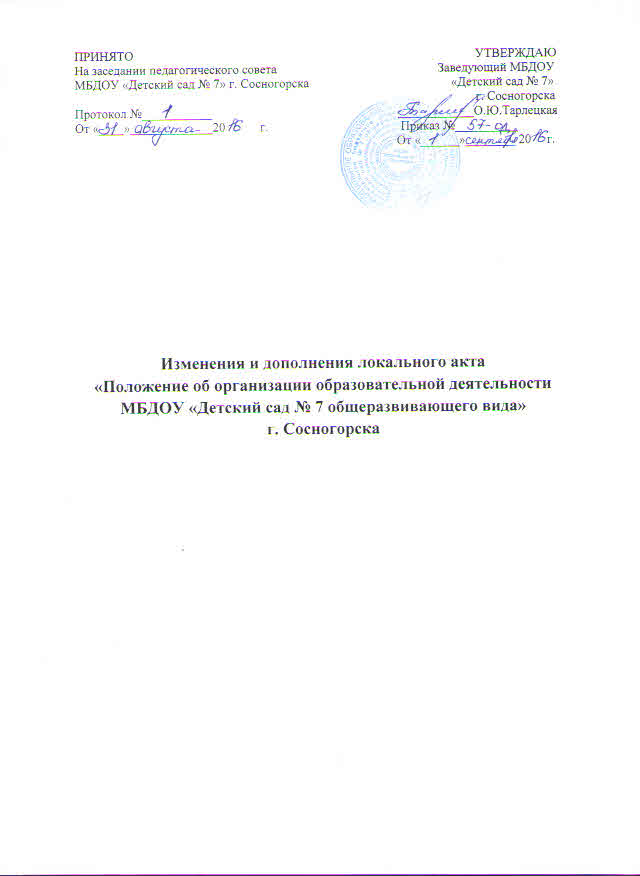 ПРИНЯТО
На заседании педагогического совета
МБДОУ «Детский сад № 7» г. Сосногорска
Протокол № 1
От «31» августа 2016 г.
УТВЕРЖДАЮ
Заведующий МБДОУ
«Детский сад № 7»
г. Сосногорска
О.Ю.Тарлецкая
Приказ № 57-од
От «1» сентября 2016 г.
Изменения и дополнения локального акта
«Положение об организации образовательной деятельности
МБДОУ «Детский сад № 7 общеразвивающего вида»
г. Сосногорска